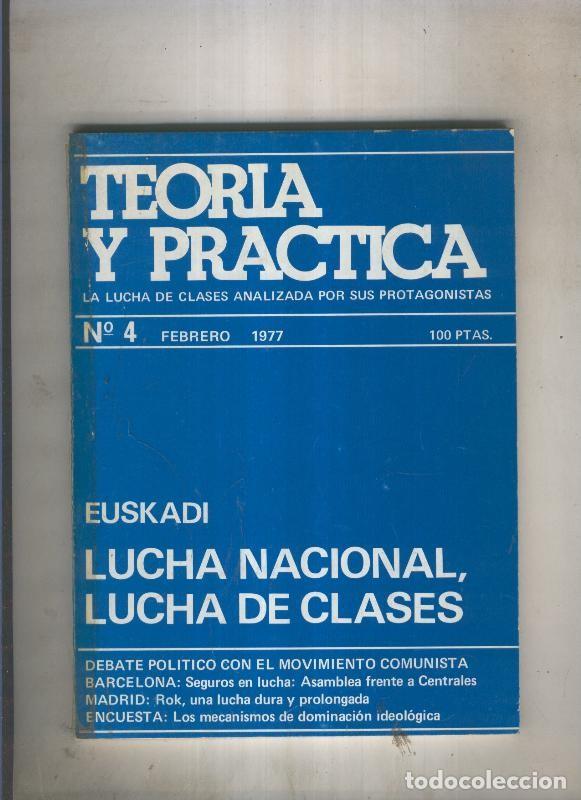 TEORIA
Y PRACTICA
LA LUCHA DE CLASES ANALIZADA POR SUS PROTAGONISTAS
Nº 4 FEBRERO 1977 100 PTAS.
EUSKADI
LUCHA NACIONAL,
LUCHA DE CLASES
DEBATE POLITICO CON EL MOVIMIENTO COMUNISTA
BARCELONA: Seguros en lucha: Asamblea frente a Centrales
MADRID: Rok, una lucha dura y prolongada
ENCUESTA: Los mecanismos de dominación ideológica
todocoleccion.net